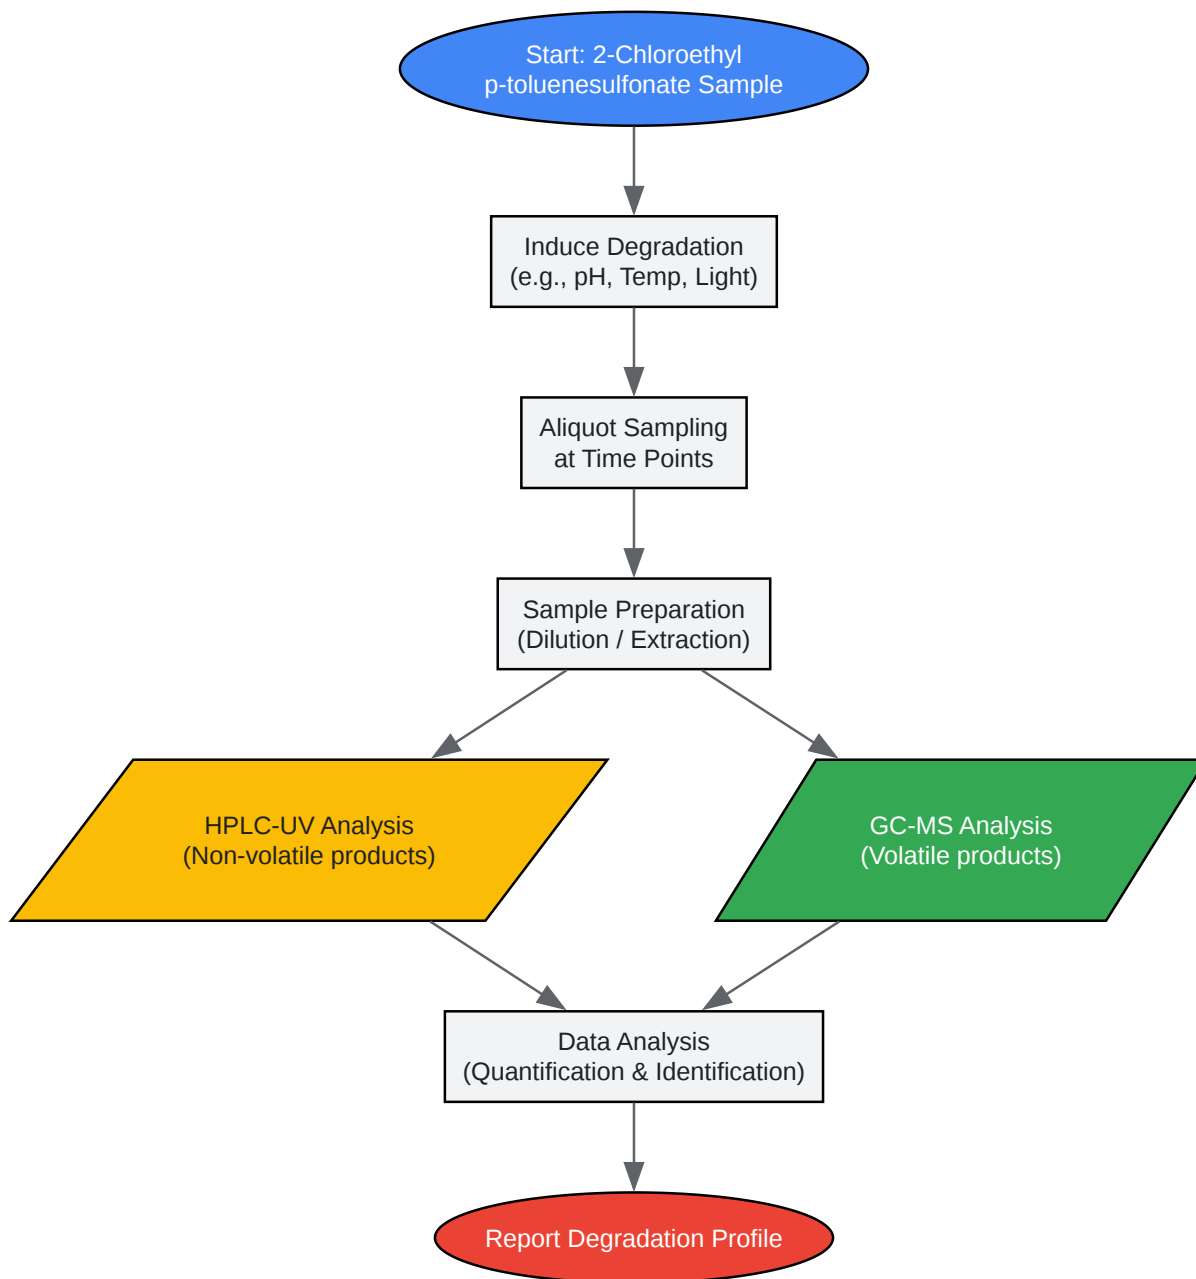 Start: 2-Chloroethyl
p-toluenesulfonate Sample
Induce Degradation
(e.g., pH, Temp, Light)
Aliquot Sampling
at Time Points
Sample Preparation
(Dilution / Extraction)
HPLC-UV Analysis
(Non-volatile products)
GC-MS Analysis
(Volatile products)
Data Analysis
(Quantification & Identification)
Report Degradation Profile